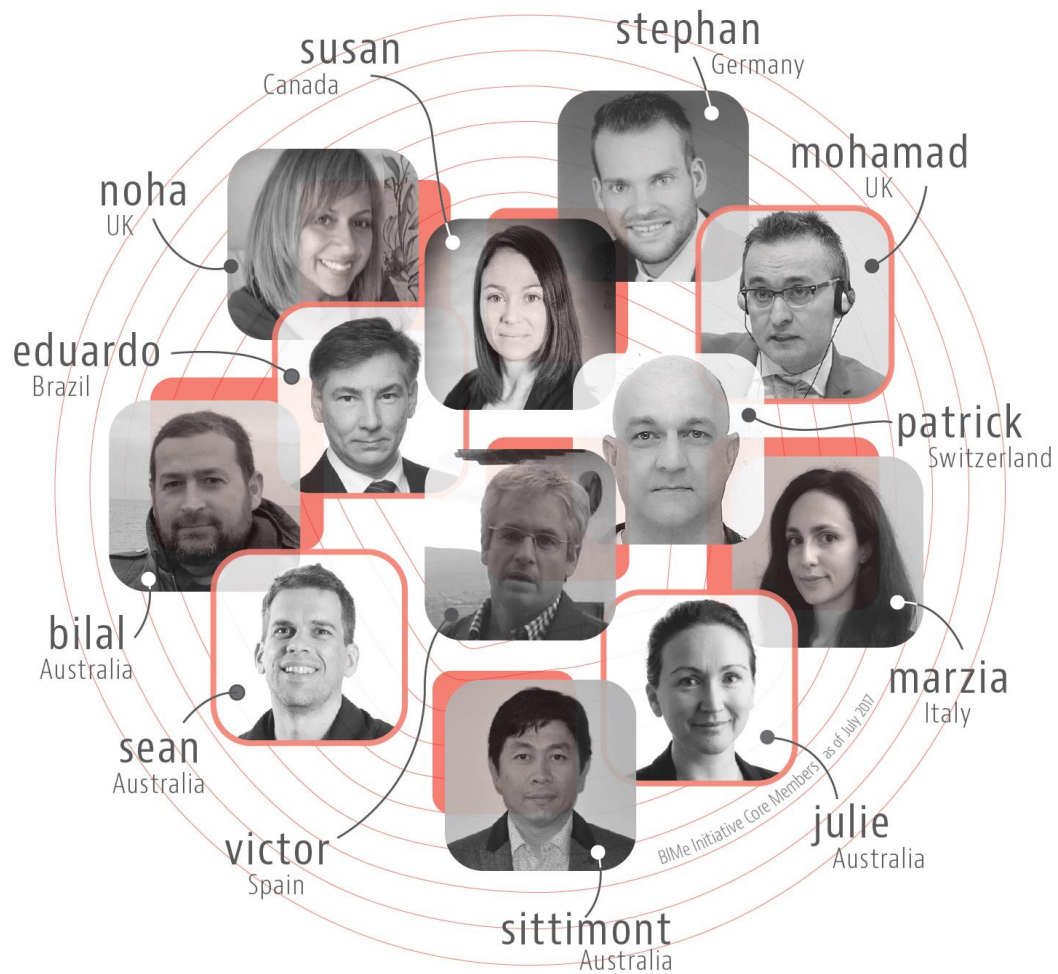 stephan
Germany
susan
Canada
mohamad
UK
noha
UK
eduardo
Brazil
patrick
Switzerland
bilal
Australia
marzia
Italy
sean
Australia
BIMe Initiative Core Members, as of July 2017
julie
Australia
victor
Spain
sittimont
Australia